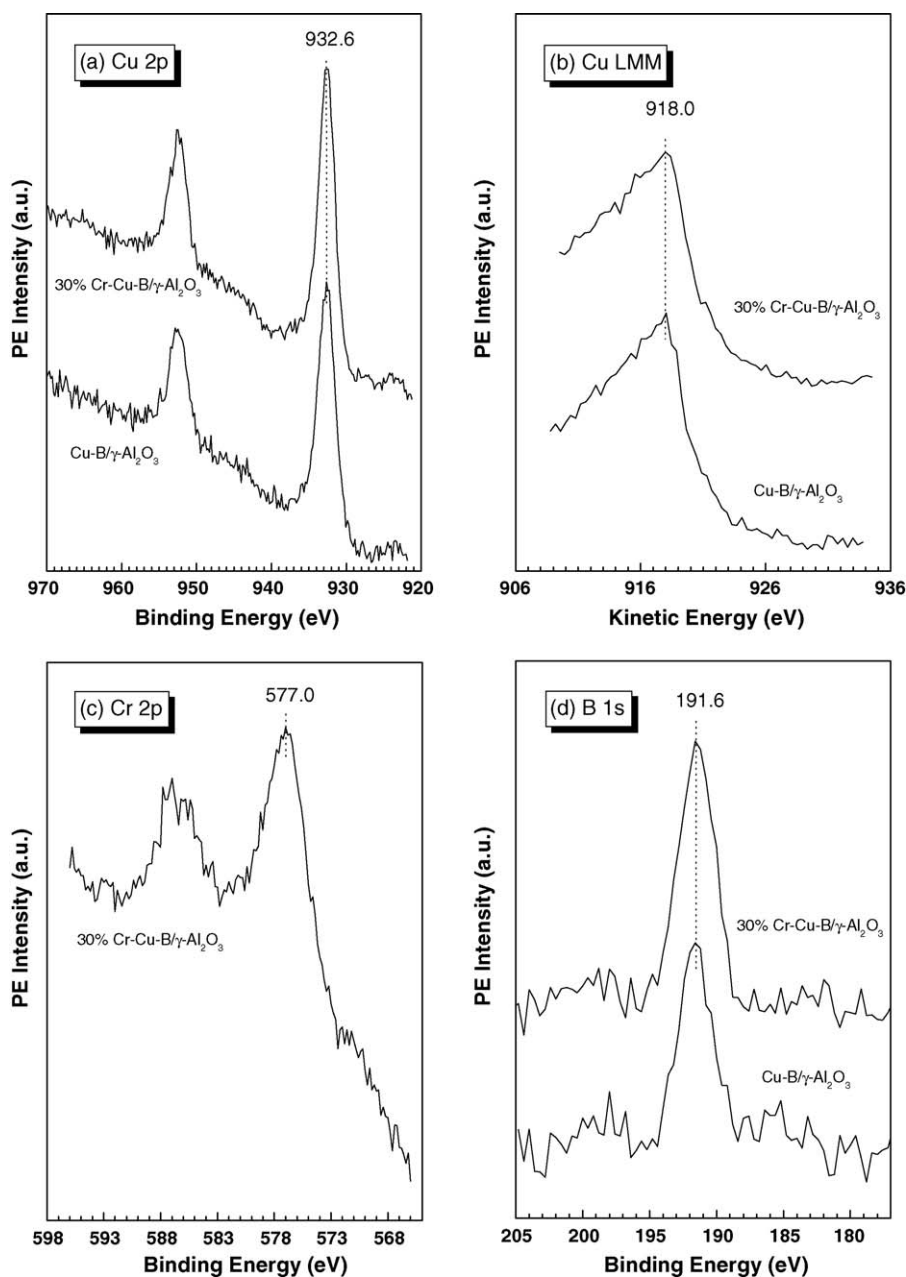 (a) Cu 2p
932.6
30% Cr-Cu-B/γ-Al₂O₃
Cu-B/γ-Al₂O₃
PE Intensity (a.u.)
970 960 950 940 930 920
Binding Energy (eV)
(b) Cu LMM
918.0
30% Cr-Cu-B/γ-Al₂O₃
Cu-B/γ-Al₂O₃
PE Intensity (a.u.)
906 916 926 936
Kinetic Energy (eV)
(c) Cr 2p
577.0
30% Cr-Cu-B/γ-Al₂O₃
PE Intensity (a.u.)
598 593 588 583 578 573 568
Binding Energy (eV)
(d) B 1s
191.6
30% Cr-Cu-B/γ-Al₂O₃
Cu-B/γ-Al₂O₃
PE Intensity (a.u.)
205 200 195 190 185 180
Binding Energy (eV)